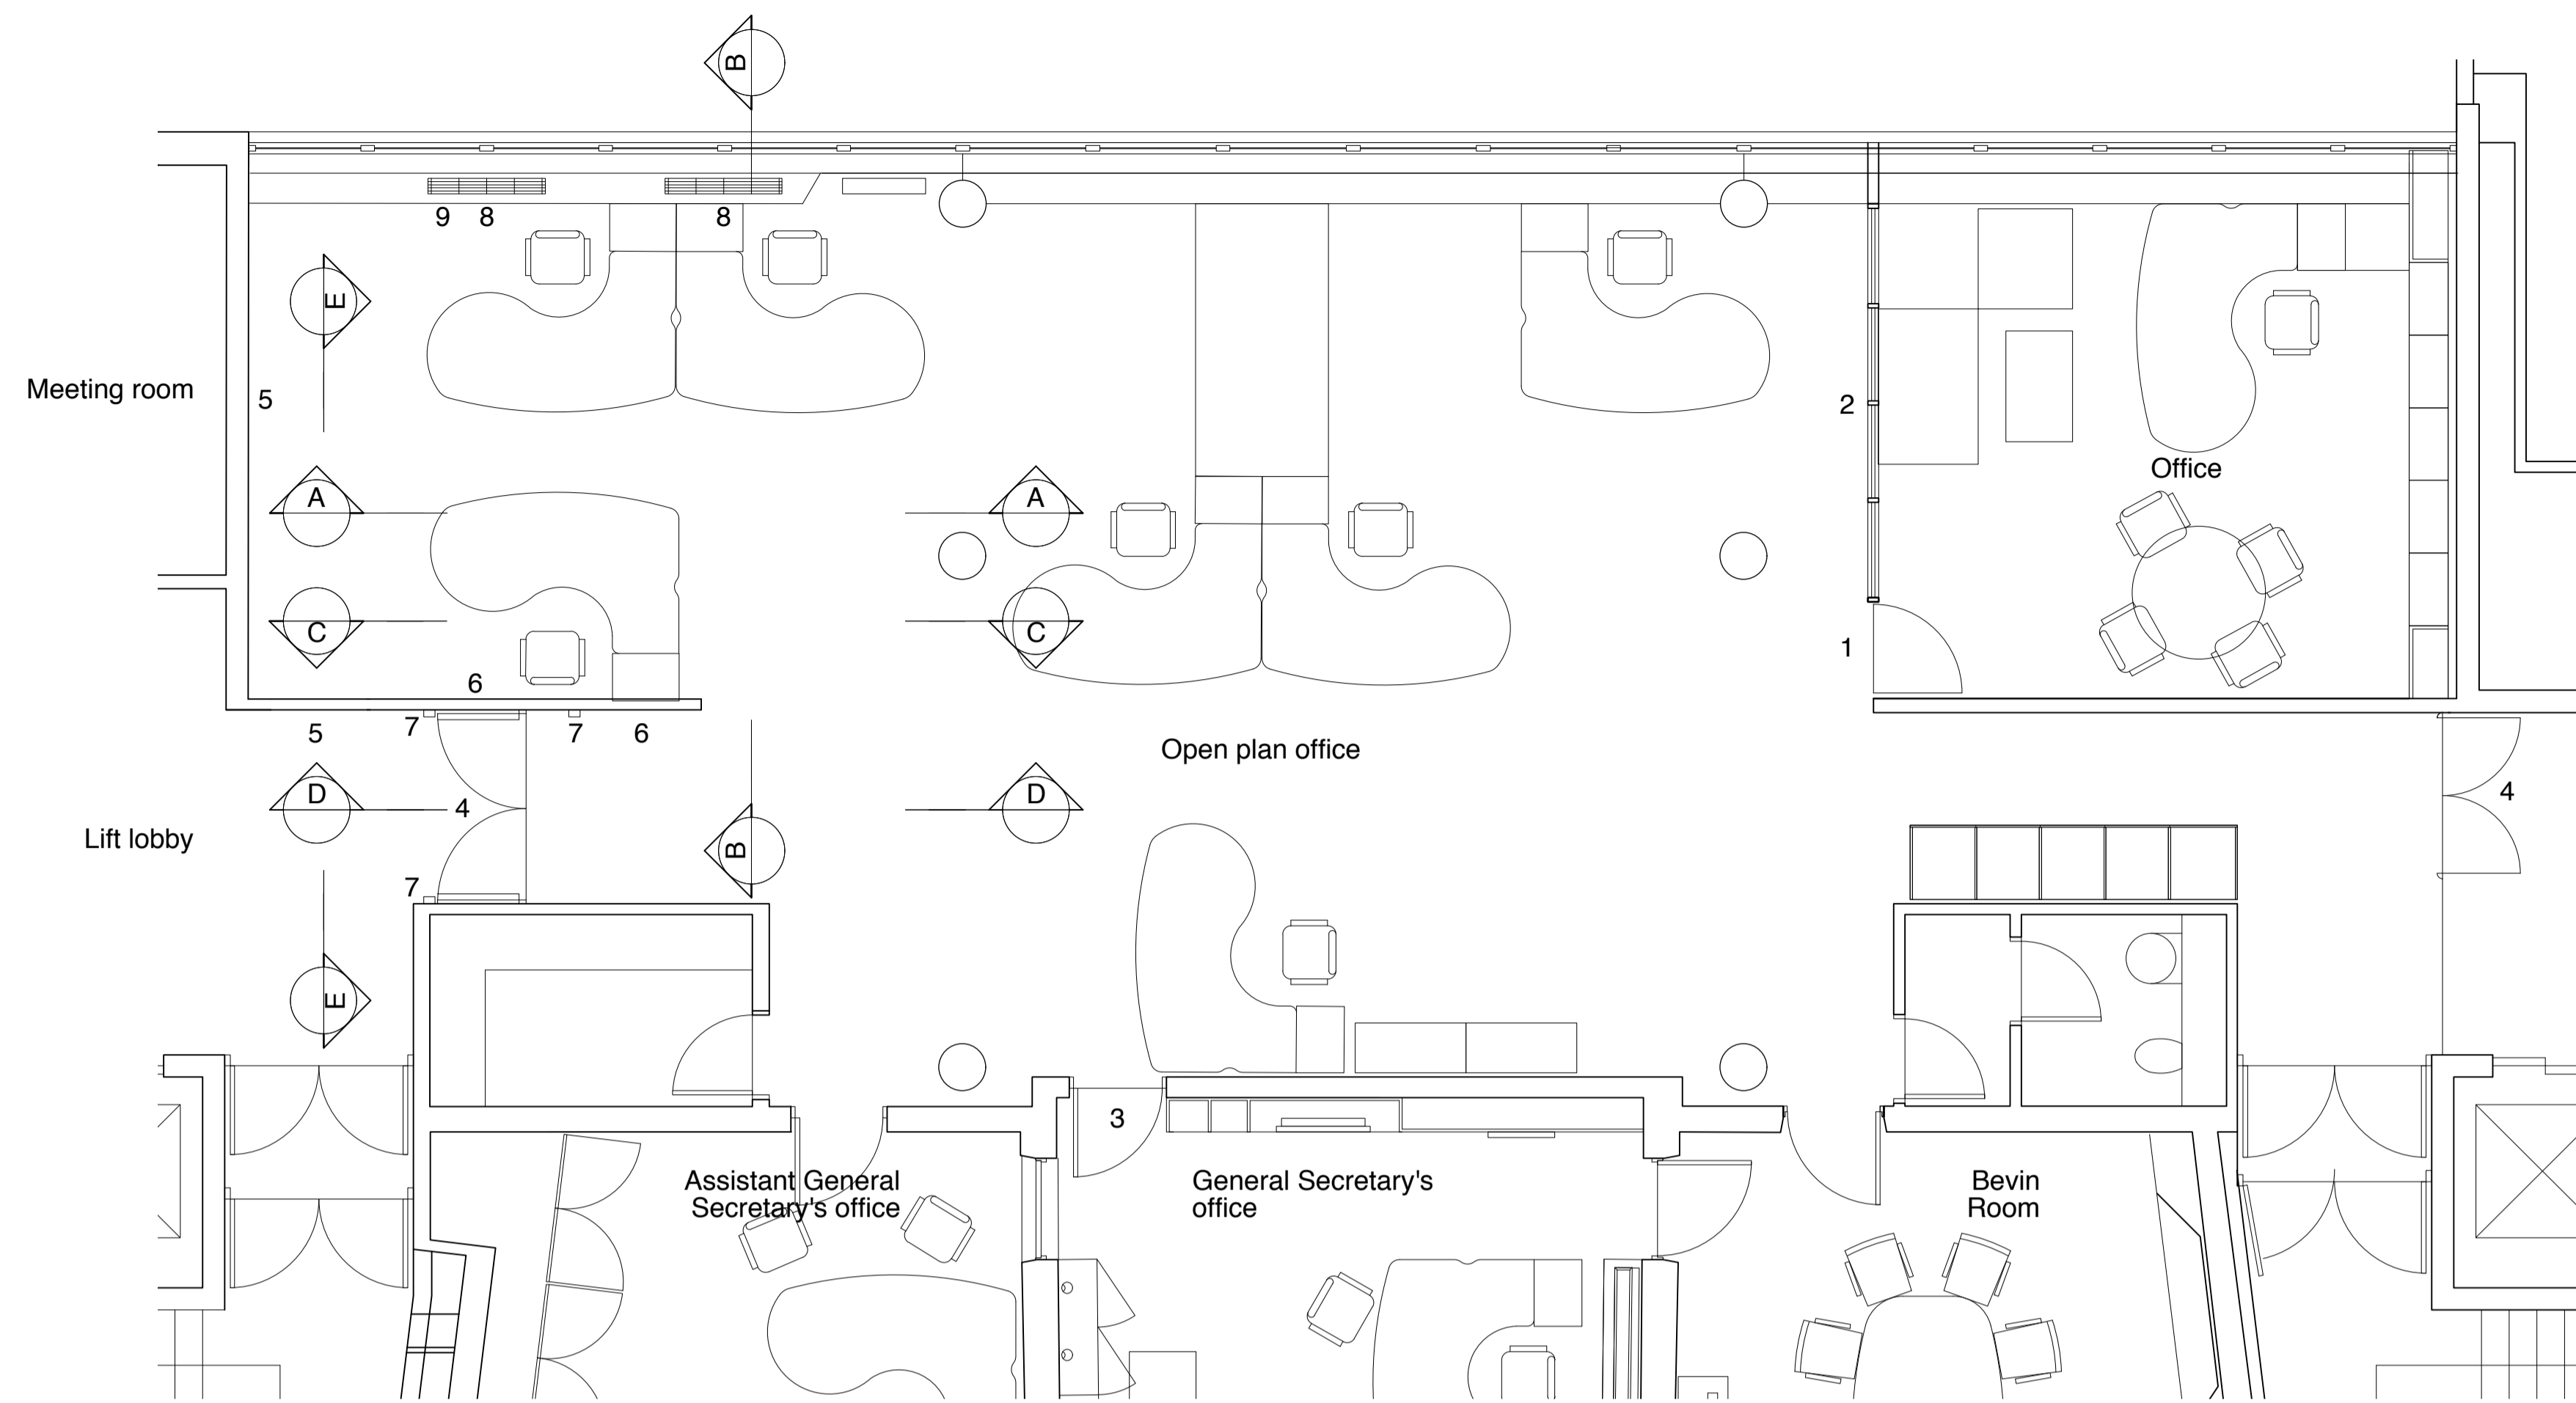 B
9 8 8
E
Meeting room
5
2
Office
A A
C C
1
6
7
5 7 6
Open plan office
D D
4
4
Lift lobby
B
7
E
3
Assistant General
Secretary's office
General Secretary's
office
Bevin
Room